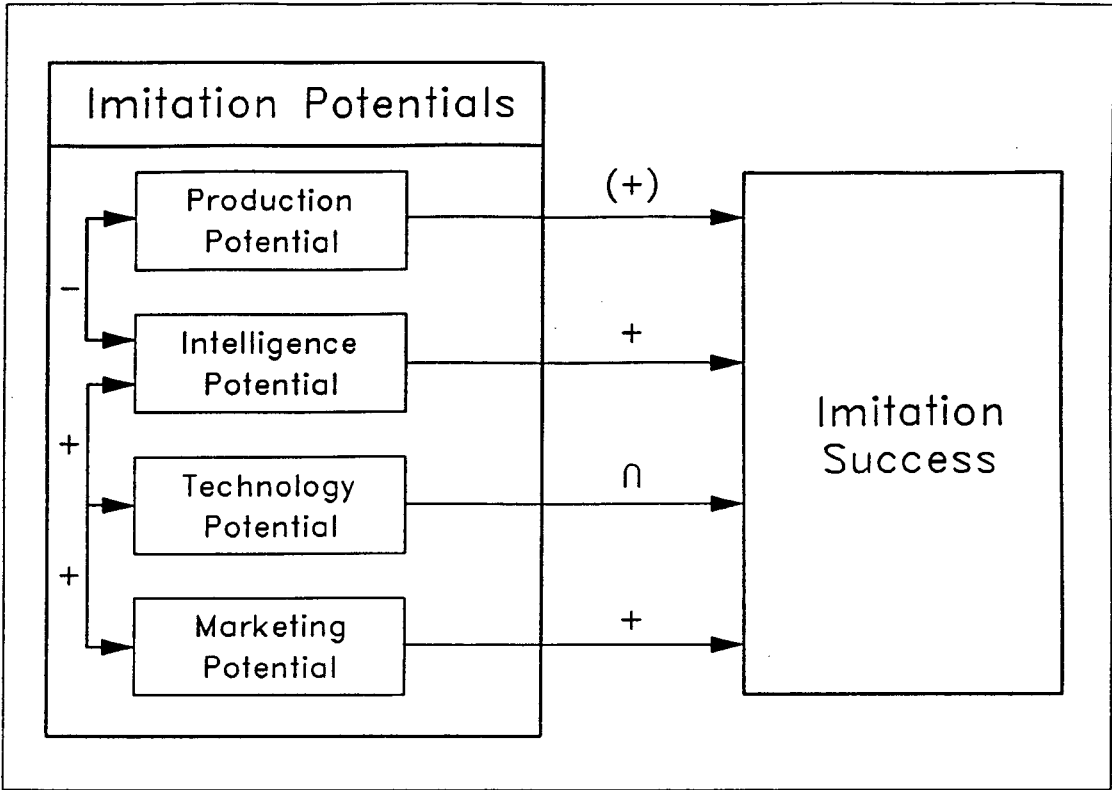 Imitation Potentials
Production
Potential
(+)
-
Intelligence
Potential
+
+
Technology
Potential
∩
+
Marketing
Potential
+
Imitation
Success